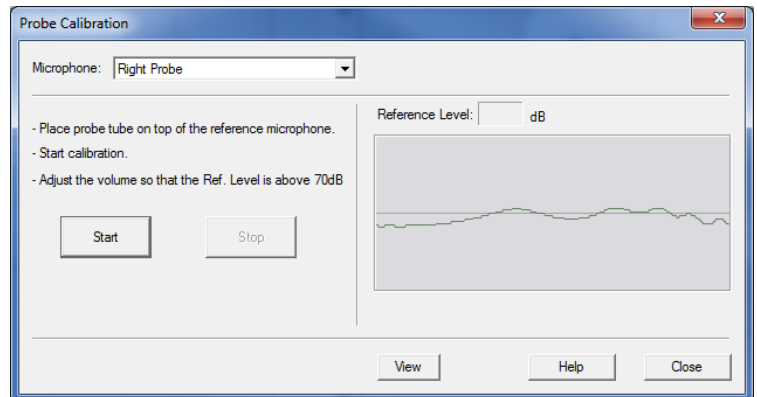 Probe Calibration
Microphone: Right Probe
Reference Level: dB
- Place probe tube on top of the reference microphone.
- Start calibration.
- Adjust the volume so that the Ref. Level is above 70dB
Start Stop
View Help Close